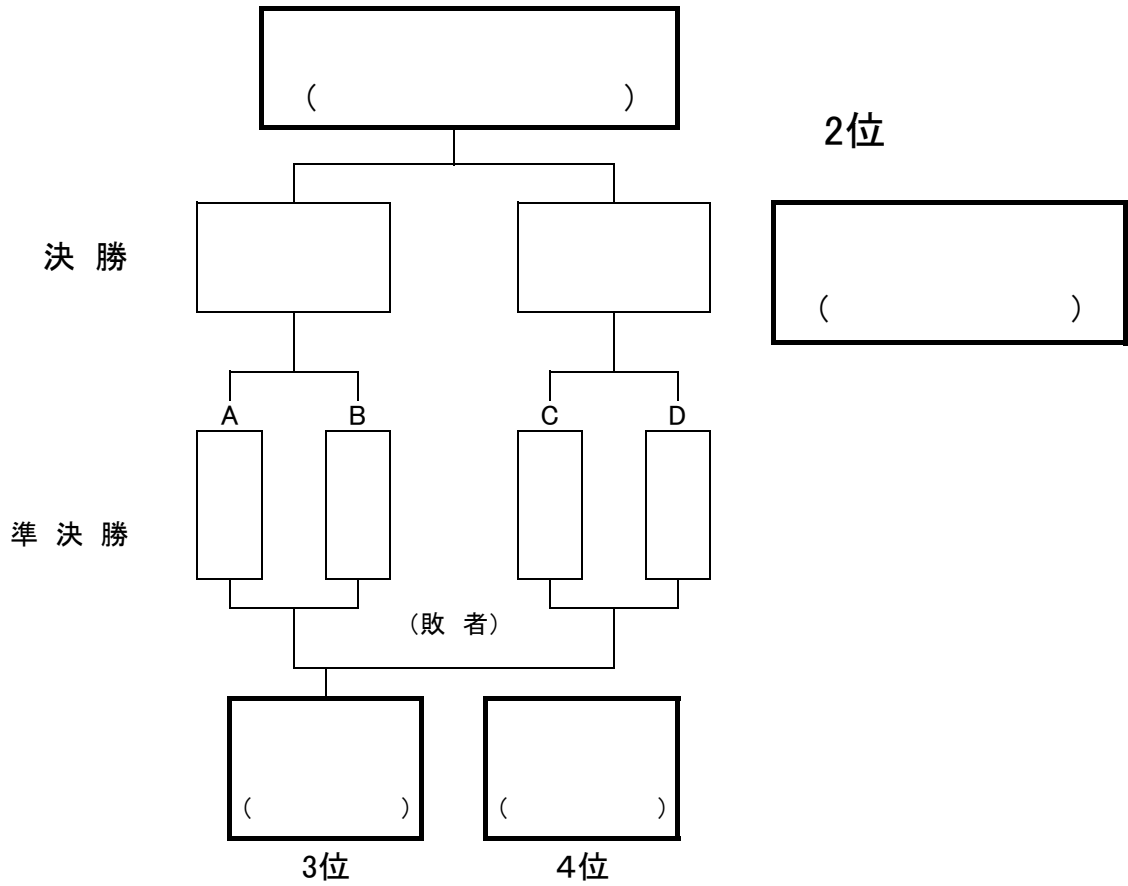 (                    )
2位
決 勝
(                    )
A B C D
準 決 勝
(敗 者)
(          ) (          )
3位 4位